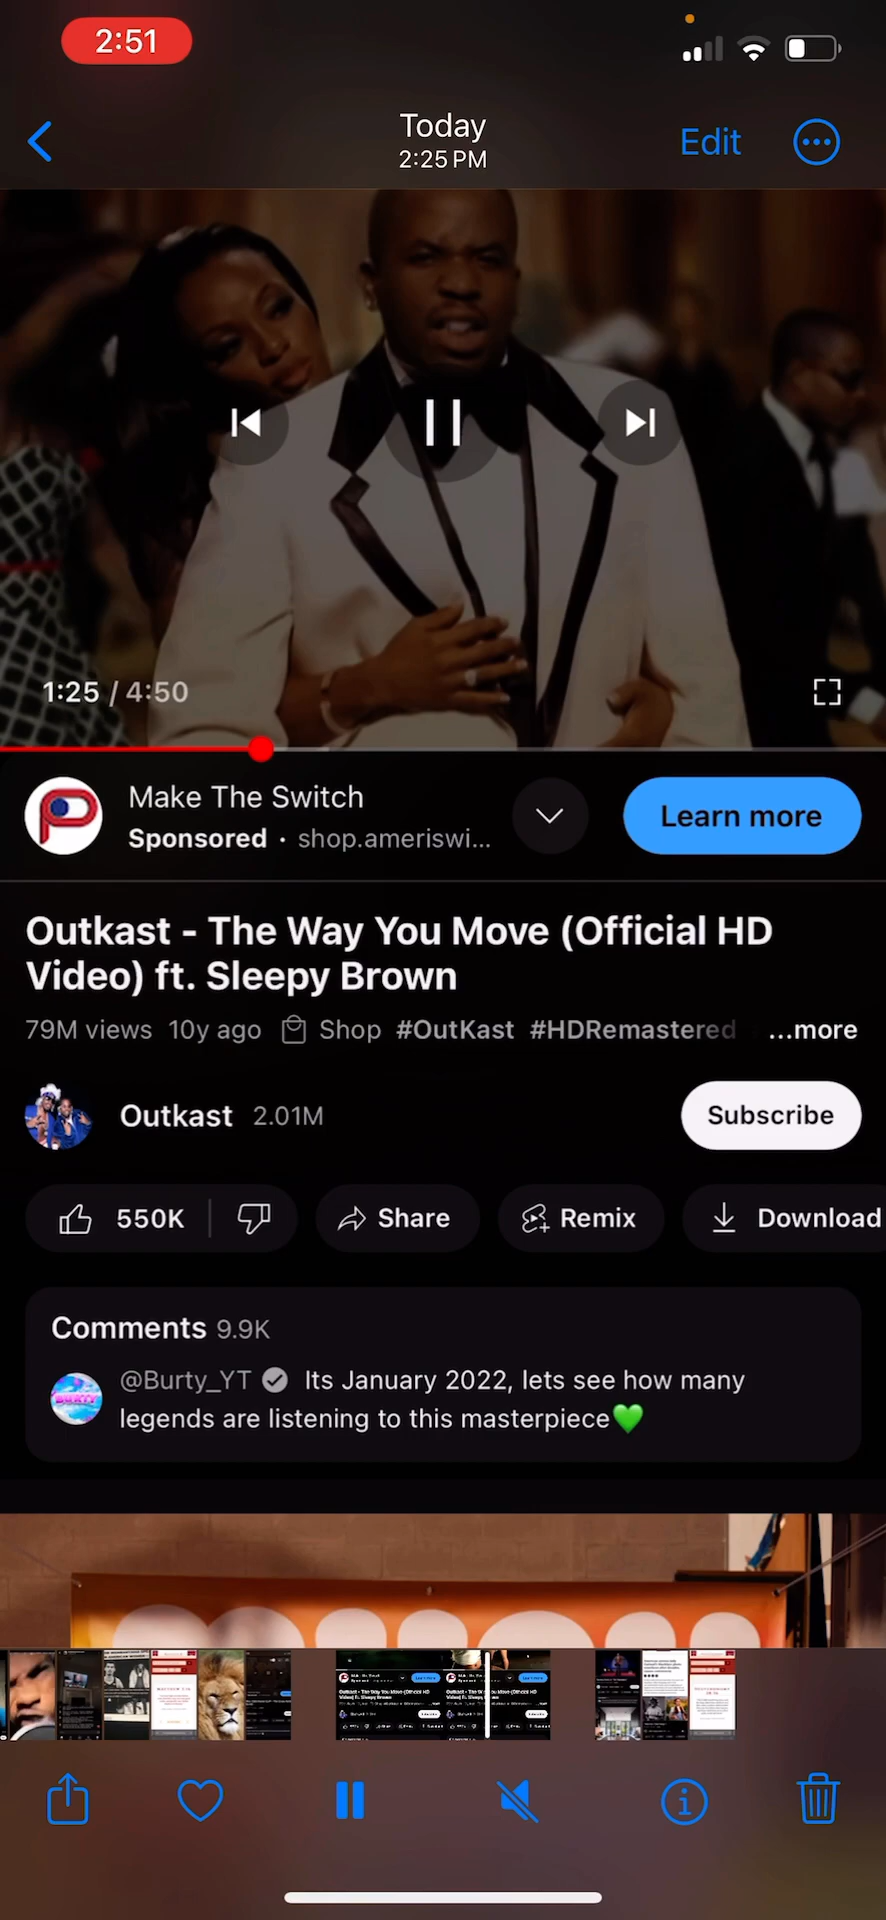 2:51
Today
2:25 PM
Edit
1:25 / 4:50
Make The Switch
Sponsored · shop.ameriswi...
Learn more
Outkast - The Way You Move (Official HD
Video) ft. Sleepy Brown
79M views 10y ago Shop #OutKast #HDRemastered ...more
Outkast 2.01M
Subscribe
550K
Share
Remix
Download
Comments 9.9K
@Burty_YT Its January 2022, lets see how many
legends are listening to this masterpiece💚